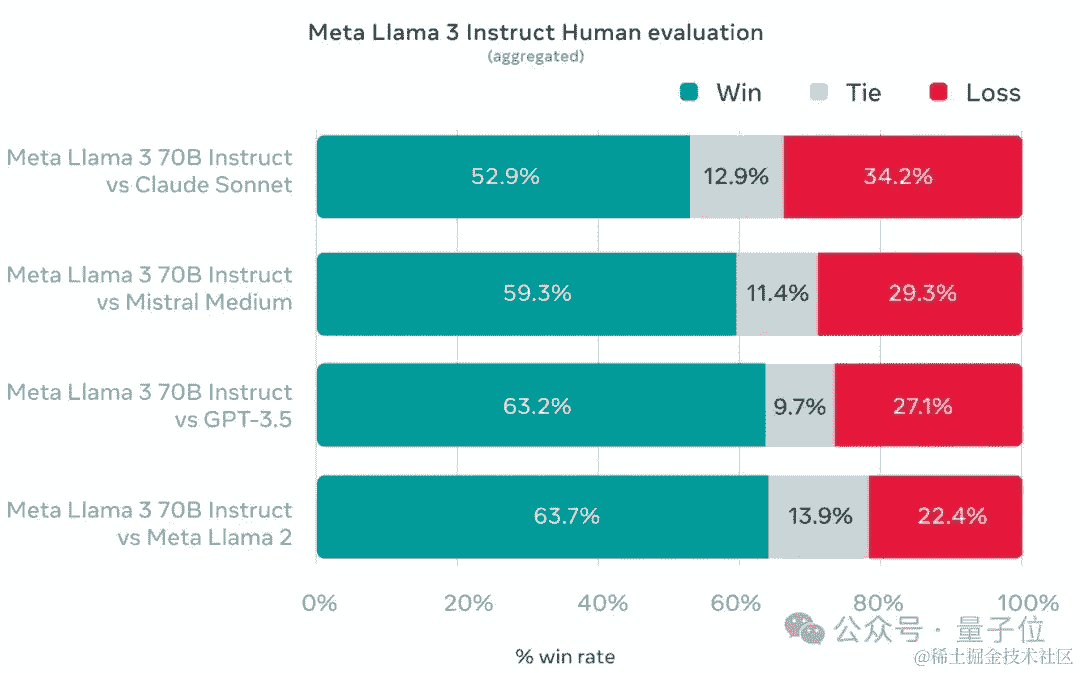 Meta Llama 3 Instruct Human evaluation
(aggregated)
Win Tie Loss
Meta Llama 3 70B Instruct
vs Claude Sonnet
52.9% 12.9% 34.2%
Meta Llama 3 70B Instruct
vs Mistral Medium
59.3% 11.4% 29.3%
Meta Llama 3 70B Instruct
vs GPT-3.5
63.2% 9.7% 27.1%
Meta Llama 3 70B Instruct
vs Meta Llama 2
63.7% 13.9% 22.4%
0% 20% 40% 60% 80% 100%
% win rate
公众号 · 量子位
@稀土掘金技术社区